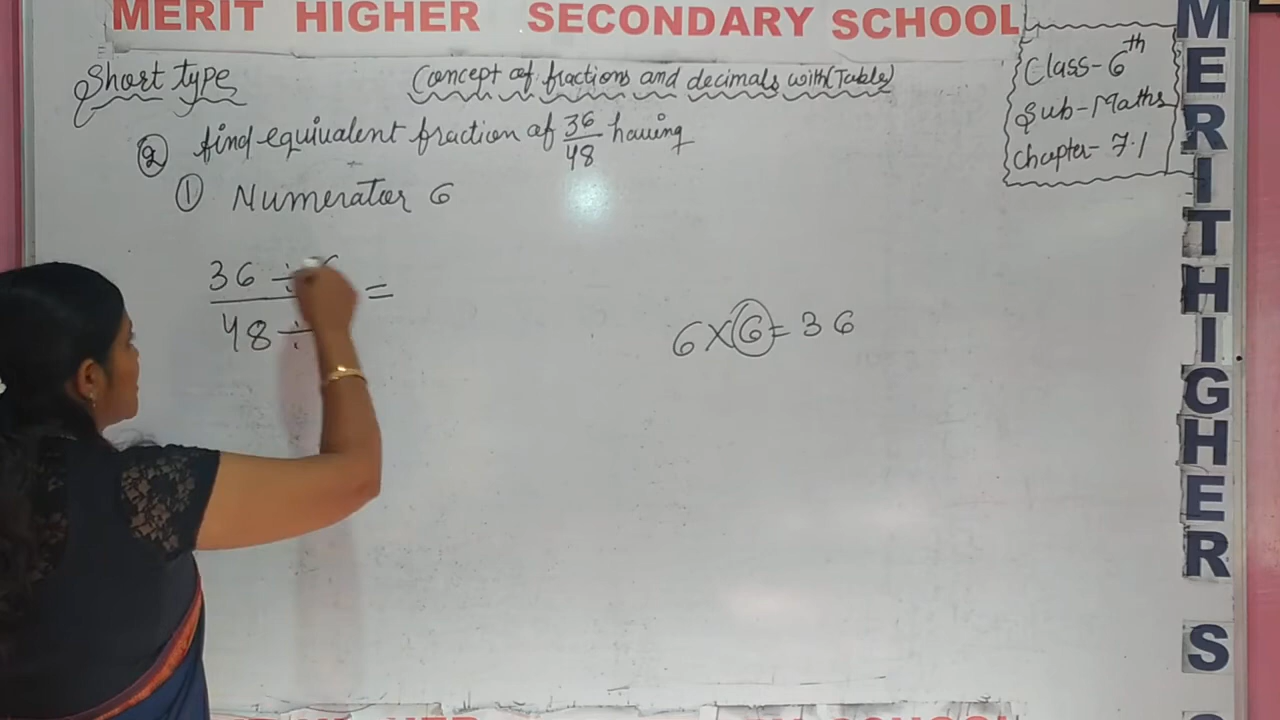 MERIT HIGHER SECONDARY SCHOOL
Short type
Concept of fractions and decimals with (Table)
Class-6th
Sub-Maths
Chapter-7.1
Q find equivalent fraction of 36/48 having
① Numerator 6
36 ÷ 6
48 ÷
=
6×6=36
MERIT HIGHER S